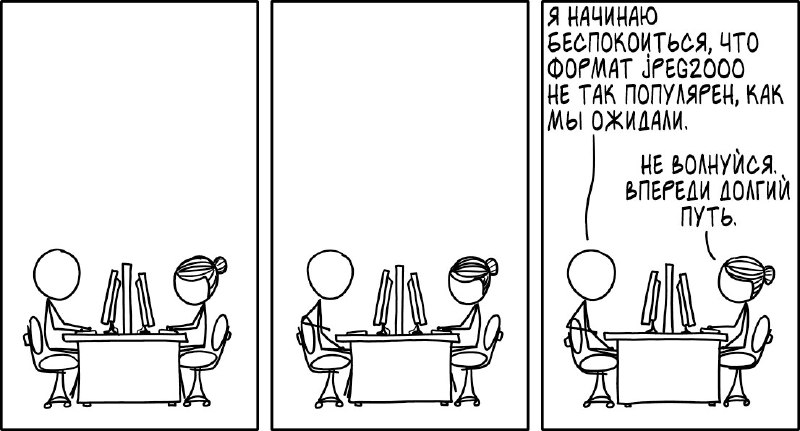 Я НАЧИНАЮ
БЕСПОКОИТЬСЯ, ЧТО
ФОРМАТ JPEG2000
НЕ ТАК ПОПУЛЯРЕН, КАК
МЫ ОЖИДАЛИ.
НЕ ВОЛНУЙСЯ.
ВПЕРЕДИ ДОЛГИЙ
ПУТЬ.